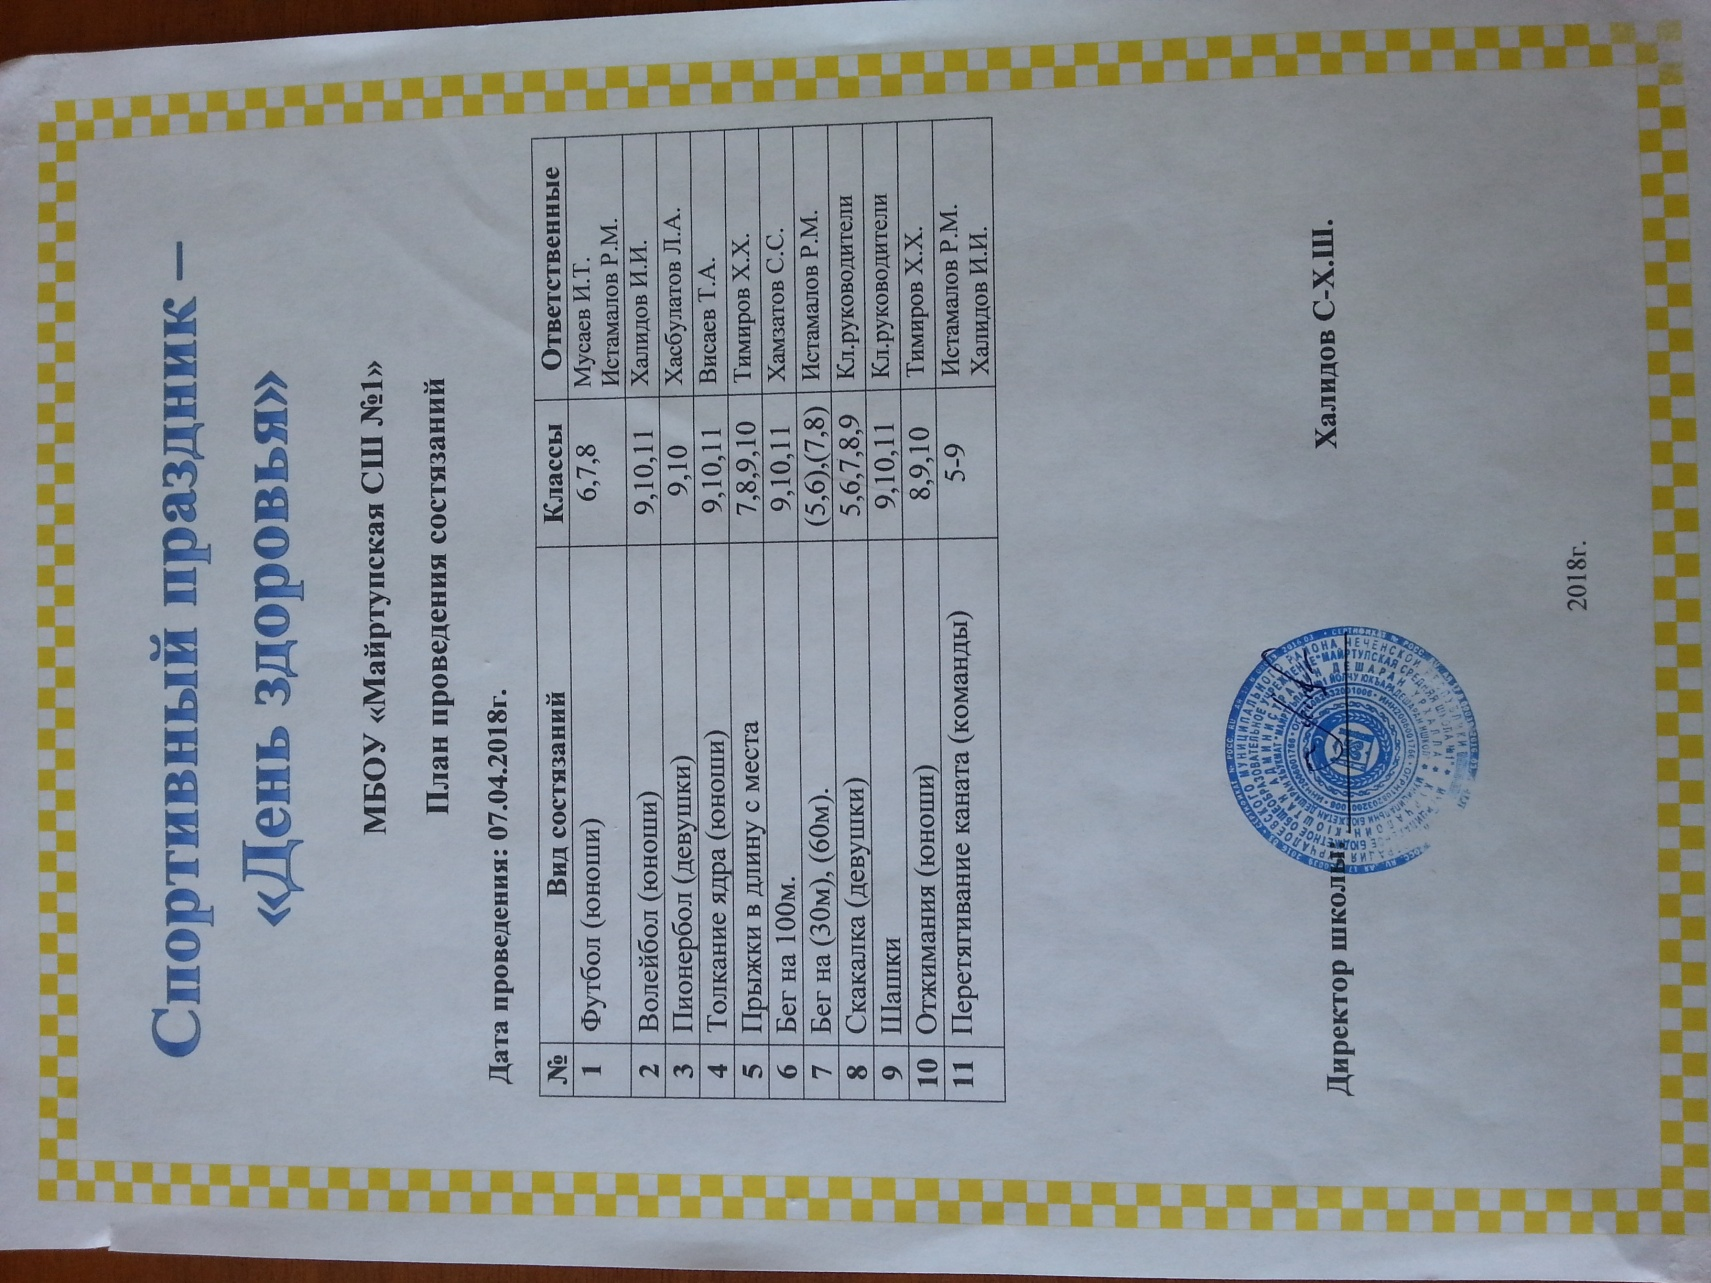 Спортивный праздник –
«День здоровья»
МБОУ «Майртупская СШ №1»
План проведения состязаний
Дата проведения: 07.04.2018г.
№ Вид состязаний Классы Ответственные
1 Футбол (юноши) 6,7,8 Мусаев И.Т.
Истамалов Р.М.
2 Волейбол (юноши) 9,10,11 Халидов И.И.
3 Пионербол (девушки) 9,10 Хасбулатов Л.А.
4 Толкание ядра (юноши) 9,10,11 Висаев Т.А.
5 Прыжки в длину с места 7,8,9,10 Тимиров Х.Х.
6 Бег на 100м. 9,10,11 Хамзатов С.С.
7 Бег на (30м), (60м). (5,6),(7,8) Истамалов Р.М.
8 Скакалка (девушки) 5,6,7,8,9 Кл.руководители
9 Шашки 9,10,11 Кл.руководители
10 Отжимания (юноши) 8,9,10 Тимиров Х.Х.
11 Перетягивание каната (команды) 5-9 Истамалов Р.М.
Халидов И.И.
Директор школы: Халидов С-Х.Ш.
2018г.